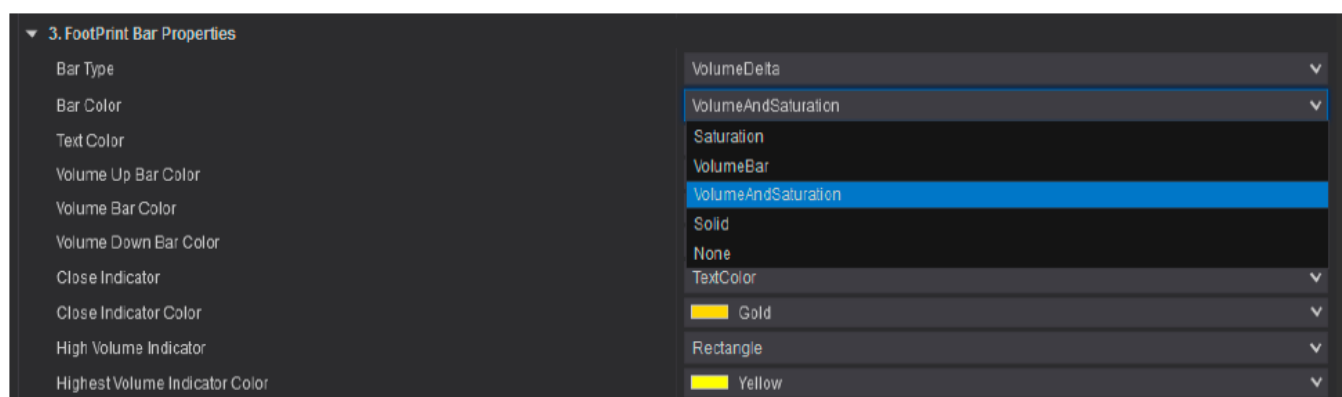 3. FootPrint Bar Properties
Bar Type VolumeDelta
Bar Color VolumeAndSaturation
Text Color Saturation
VolumeBar
Volume Up Bar Color
VolumeAndSaturation
Volume Bar Color
Solid
Volume Down Bar Color
None
Close Indicator TextColor
Close Indicator Color Gold
High Volume Indicator Rectangle
Highest Volume Indicator Color Yellow